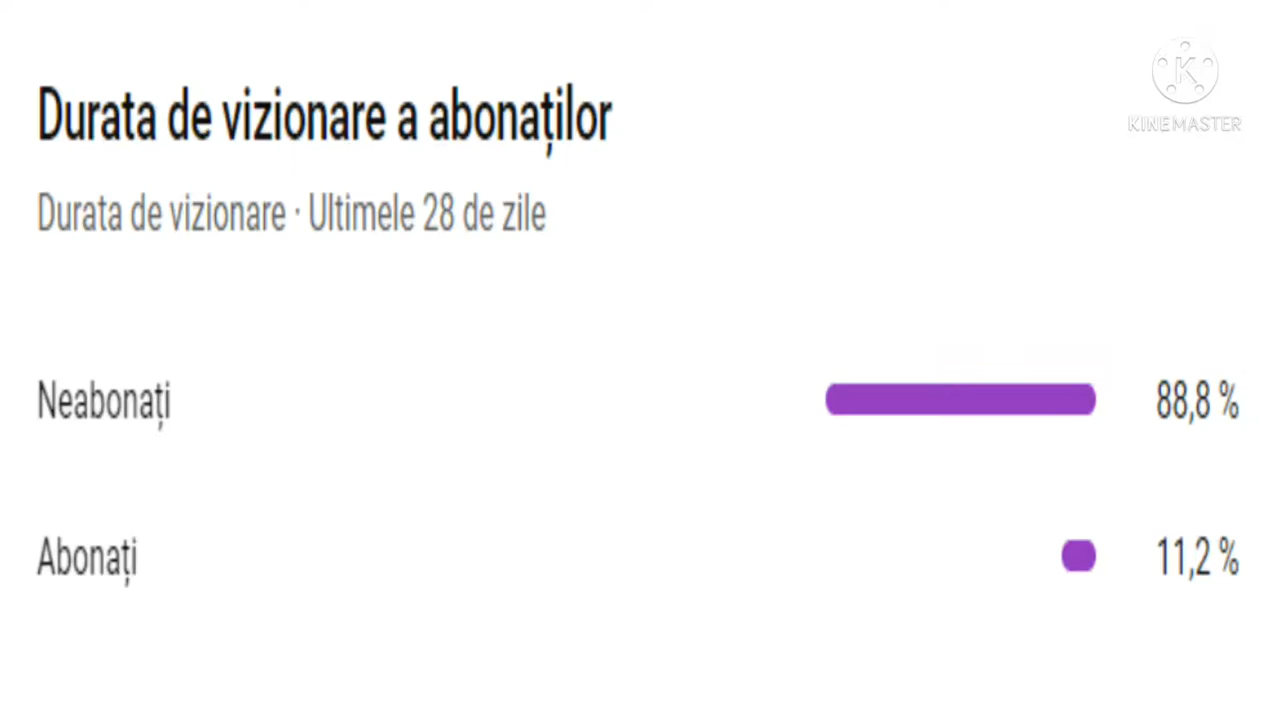 Durata de vizionare a abonaților
K
KINEMASTER
Durata de vizionare · Ultimele 28 de zile
Neabonați 88,8 %
Abonați 11,2 %